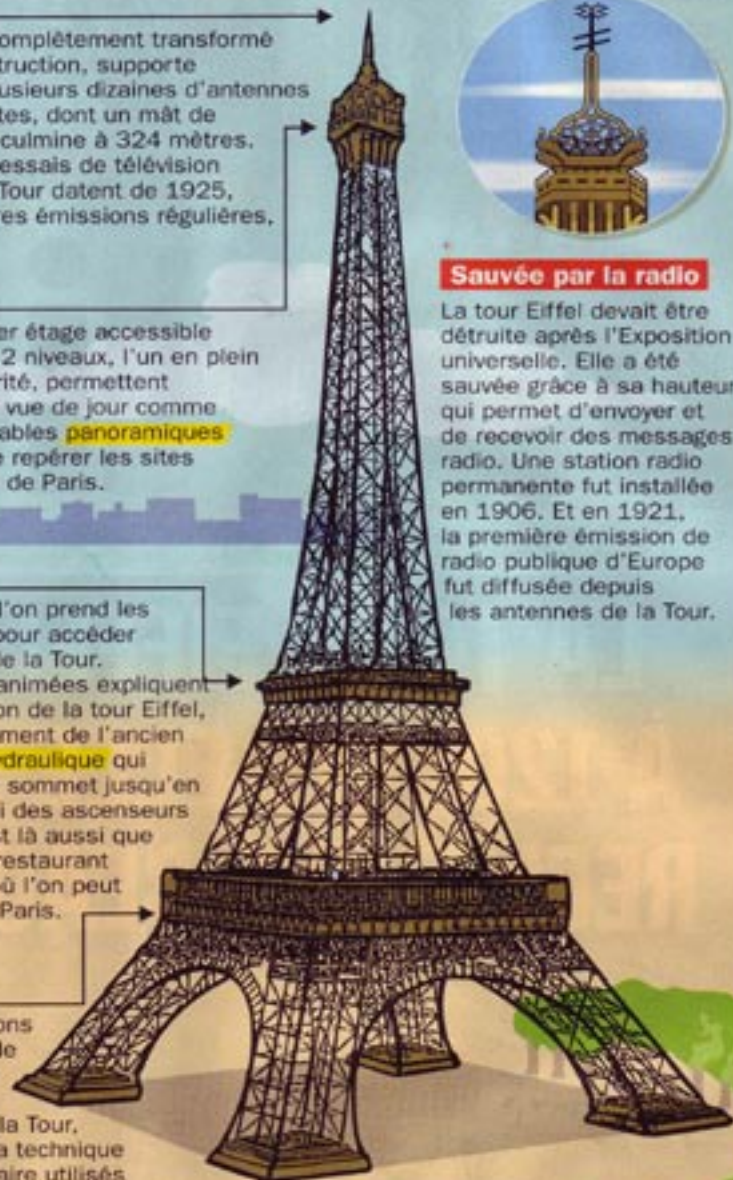 omplètement transformé
truction, supporte
usieurs dizaines d'antennes
tes, dont un mât de
culmine à 324 mètres.
essais de télévision
Tour datent de 1925,
res émissions régulières,
er étage accessible
2 niveaux, l'un en plein
rité, permettent
vue de jour comme
ables panoramiques
e repérer les sites
de Paris.
l'on prend les
pour accéder
le la Tour.
animées expliquent
on de la tour Eiffel,
ment de l'ancien
ydraulique qui
sommet jusqu'en
i des ascenseurs
st là aussi que
restaurant
où l'on peut
Paris.
ons
de
la Tour,
a technique
aire utilisés
Sauvée par la radio
La tour Eiffel devait être
détruite après l'Exposition
universelle. Elle a été
sauvée grâce à sa hauteur
qui permet d'envoyer et
de recevoir des messages
radio. Une station radio
permanente fut installée
en 1906. Et en 1921,
la première émission de
radio publique d'Europe
fut diffusée depuis
les antennes de la Tour.